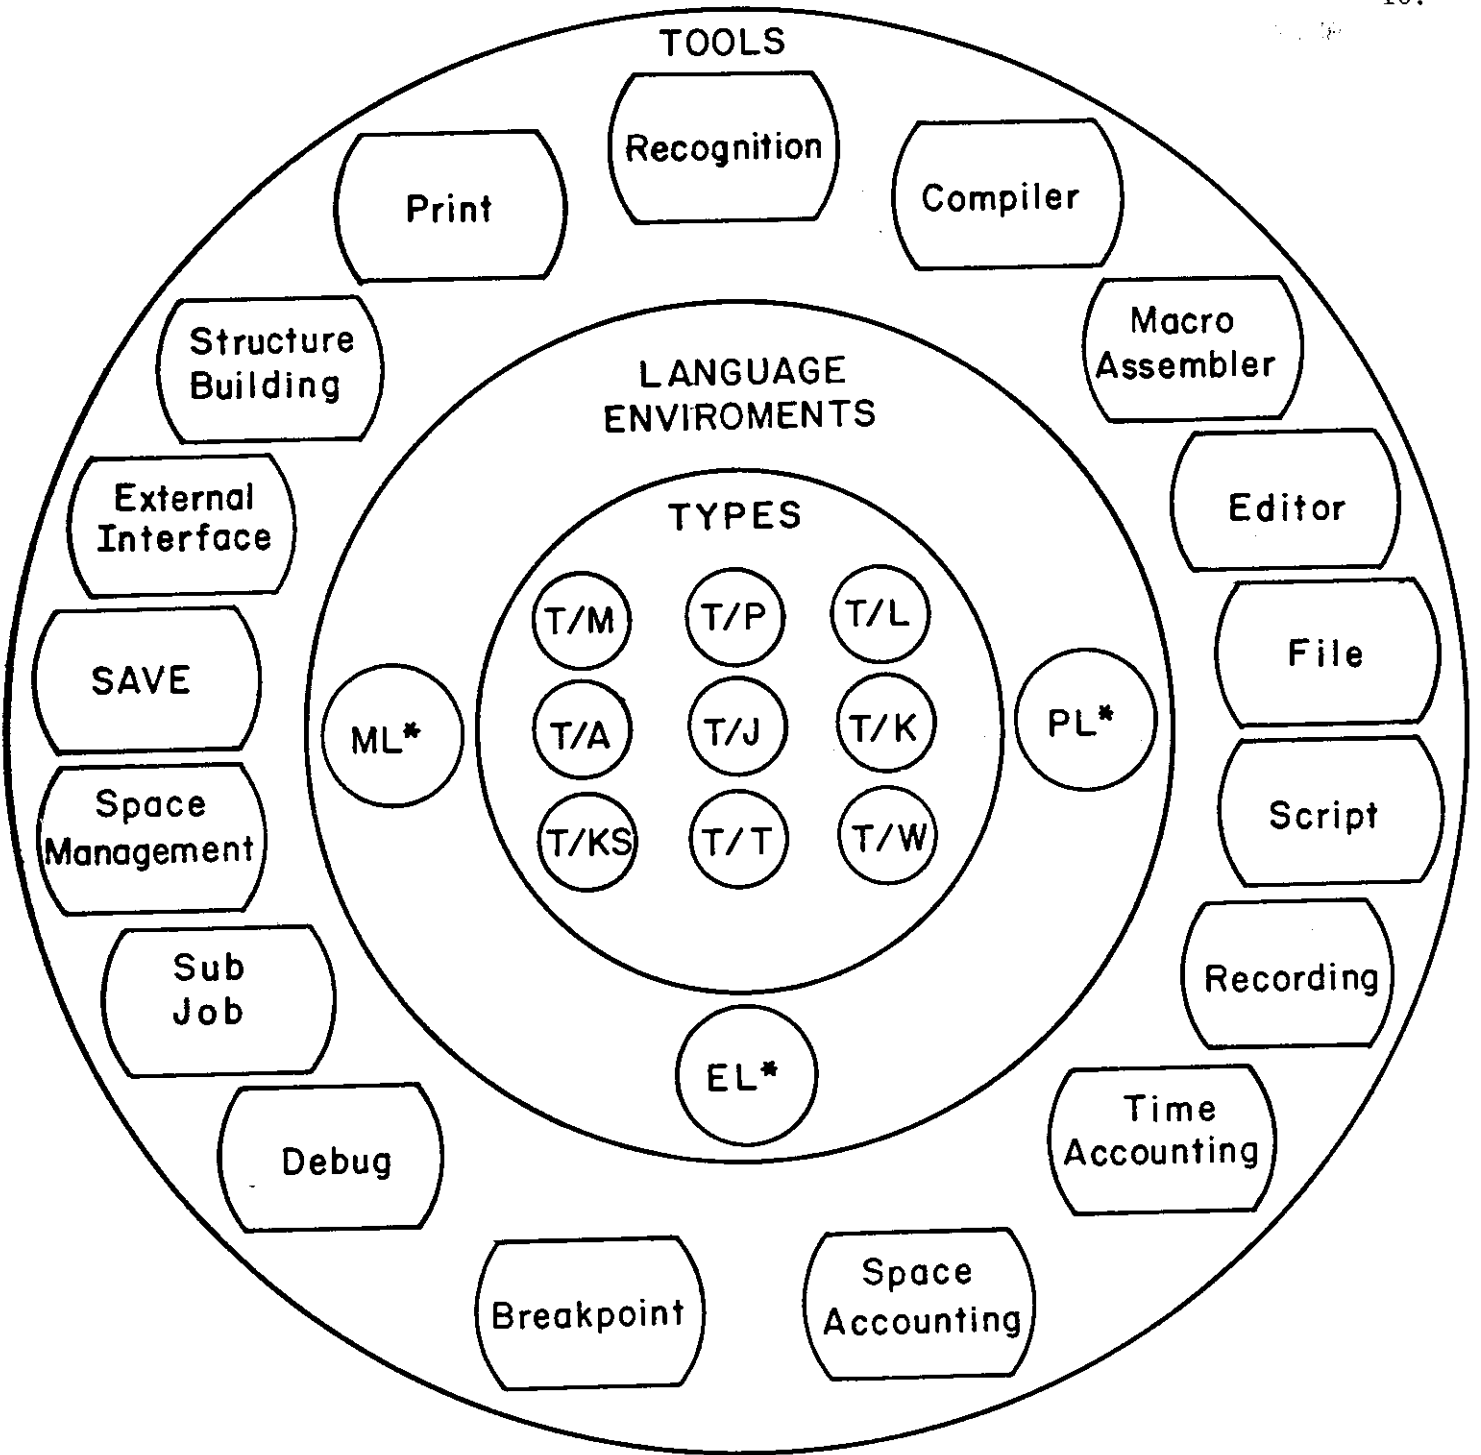 TOOLS
Recognition
Print
Compiler
Structure
Building
Macro
Assembler
LANGUAGE
ENVIROMENTS
External
Interface
Editor
TYPES
T/M
T/P
T/L
SAVE
File
ML*
T/A
T/J
T/K
PL*
Space
Management
T/KS
T/T
T/W
Script
Sub
Job
Recording
EL*
Time
Accounting
Debug
Breakpoint
Space
Accounting